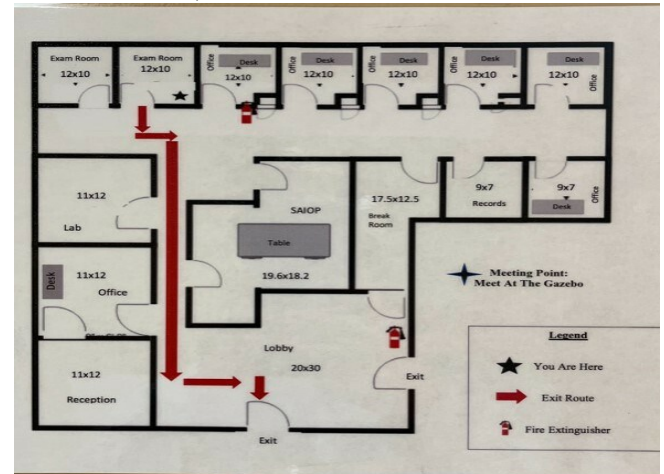 Exam Room
12x10
Exam Room
12x10
Office
Desk
12x10
Office
Desk
12x10
Office
Desk
12x10
Office
Desk
12x10
Desk
12x10
Office
11x12
Lab
SAIOP
Table
19.6x18.2
17.5x12.5
Break
Room
9x7
Records
9x7
Desk
Office
Desk
11x12
Office
11x12
Reception
Lobby
20x30
Exit
Exit
Meeting Point:
Meet At The Gazebo
Legend
You Are Here
Exit Route
Fire Extinguisher